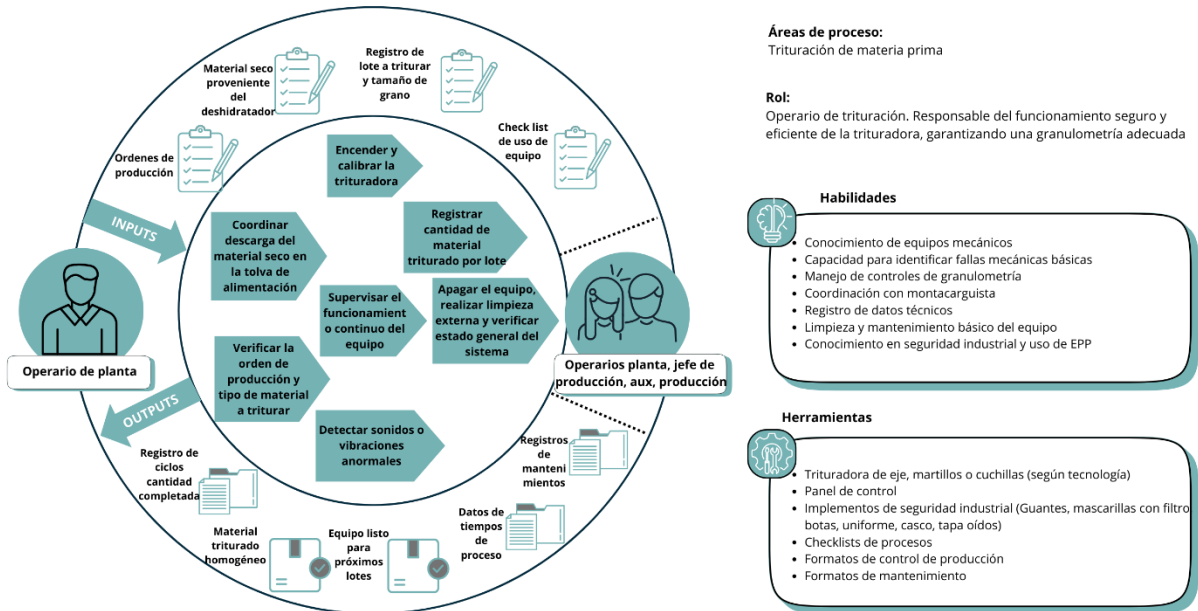 Material seco
proveniente
del
deshidratador
Registro de
lote a triturar
y tamaño de
grano
Ordenes de
producción
Check list
de uso de
equipo
INPUTS
Encender y
calibrar la
trituradora
Coordinar
descarga del
material seco en
la tolva de
alimentación
Registrar
cantidad de
material
triturado por lote
Supervisar el
funcionamient
o continuo del
equipo
Apagar el equipo,
realizar limpieza
externa y verificar
estado general del
sistema
Verificar la
orden de
producción y
tipo de material
a triturar
Detectar sonidos o
vibraciones
anormales
Operario de planta
Operarios planta, jefe de
producción, aux, producción
OUTPUTS
Registro de
ciclos
cantidad
completada
Material
triturado
homogéneo
Equipo listo
para
próximos
lotes
Datos de
tiempos
de
proceso
Registros
de
manteni
mientos
Áreas de proceso:
Trituración de materia prima
Rol:
Operario de trituración. Responsable del funcionamiento seguro y
eficiente de la trituradora, garantizando una granulometría adecuada
Habilidades
• Conocimiento de equipos mecánicos
• Capacidad para identificar fallas mecánicas básicas
• Manejo de controles de granulometría
• Coordinación con montacarguista
• Registro de datos técnicos
• Limpieza y mantenimiento básico del equipo
• Conocimiento en seguridad industrial y uso de EPP
Herramientas
• Trituradora de eje, martillos o cuchillas (según tecnología)
• Panel de control
• Implementos de seguridad industrial (Guantes, mascarillas con filtro
botas, uniforme, casco, tapa oídos)
• Checklists de procesos
• Formatos de control de producción
• Formatos de mantenimiento